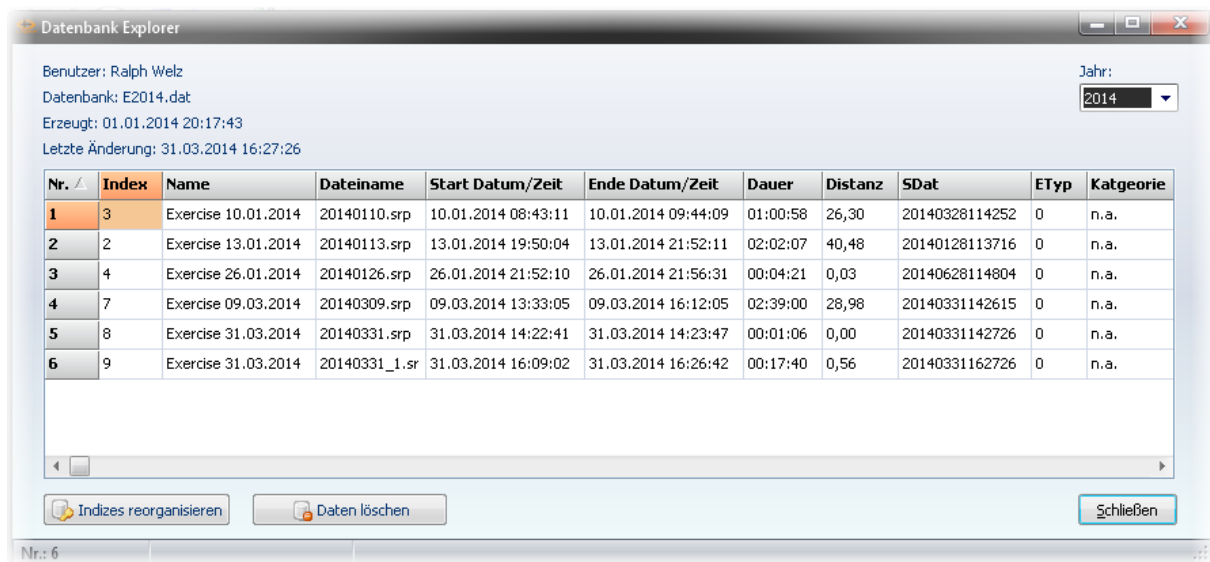 Datenbank Explorer
Benutzer: Ralph Welz Jahr:
Datenbank: E2014.dat 2014
Erzeugt: 01.01.2014 20:17:43
Letzte Änderung: 31.03.2014 16:27:26
Nr. Index Name Dateiname Start Datum/Zeit Ende Datum/Zeit Dauer Distanz SDat ETyp Katgeorie
1 3 Exercise 10.01.2014 20140110.srp 10.01.2014 08:43:11 10.01.2014 09:44:09 01:00:58 26,30 20140328114252 0 n.a.
2 2 Exercise 13.01.2014 20140113.srp 13.01.2014 19:50:04 13.01.2014 21:52:11 02:02:07 40,48 20140128113716 0 n.a.
3 4 Exercise 26.01.2014 20140126.srp 26.01.2014 21:52:10 26.01.2014 21:56:31 00:04:21 0,03 20140628114804 0 n.a.
4 7 Exercise 09.03.2014 20140309.srp 09.03.2014 13:33:05 09.03.2014 16:12:05 02:39:00 28,98 20140331142615 0 n.a.
5 8 Exercise 31.03.2014 20140331.srp 31.03.2014 14:22:41 31.03.2014 14:23:47 00:01:06 0,00 20140331142726 0 n.a.
6 9 Exercise 31.03.2014 20140331_1.sr 31.03.2014 16:09:02 31.03.2014 16:26:42 00:17:40 0,56 20140331162726 0 n.a.
Indizes reorganisieren Daten löschen Schließen
Nr.: 6